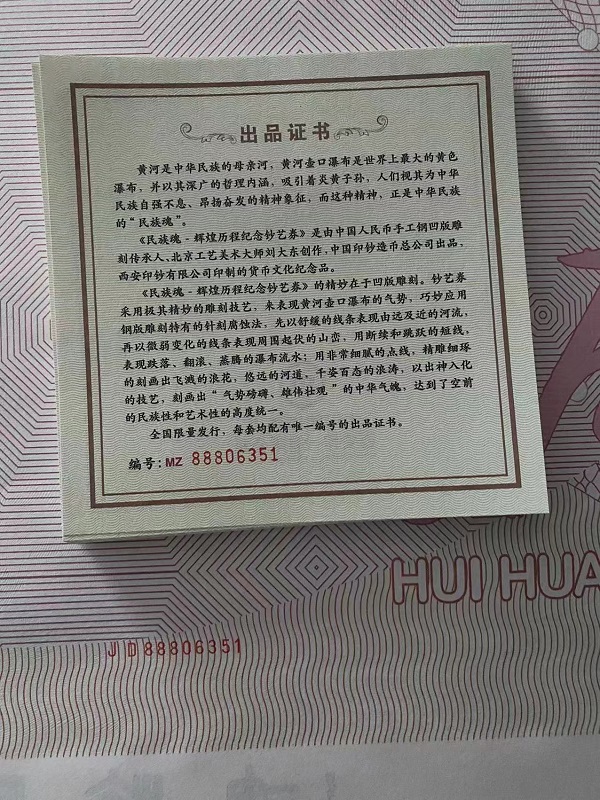 出品证书
黄河是中华民族的母亲河，黄河壶口瀑布是世界上最大的黄色
瀑布，并以其深广的哲理内涵，吸引着炎黄子孙，人们视其为中华
民族自强不息、昂扬奋发的精神象征，而这种精神，正是中华民族
的“民族魂”。
《民族魂-辉煌历程纪念钞艺券》是由中国人民币手工钢凹版雕
刻传承人、北京工艺美术大师刘大东创作，中国印钞造币总公司出品，
西安印钞有限公司印制的货币文化纪念品。
《民族魂-辉煌历程纪念钞艺券》的精妙在于凹版雕刻。钞艺券
采用极其精妙的雕刻技艺，来表现黄河壶口瀑布的气势，巧妙应用
钢版雕刻特有的针刻腐蚀法，先以舒缓的线条表现由远及近的河流，
再以微弱变化的线条表现周围起伏的山峦，用断续和跳跃的短线，
表现跌落、翻滚、蒸腾的瀑布流水；用非常细腻的点线，精雕细琢
的刻画出飞溅的浪花，悠远的河道，千姿百态的浪涛，以出神入化
的技艺，刻画出“气势磅礴、雄伟壮观”的中华气魄，达到了空前
的民族性和艺术性的高度统一。
全国限量发行，每套均配有唯一编号的出品证书。
编号：MZ 88806351
HUI HUA
JD88806351